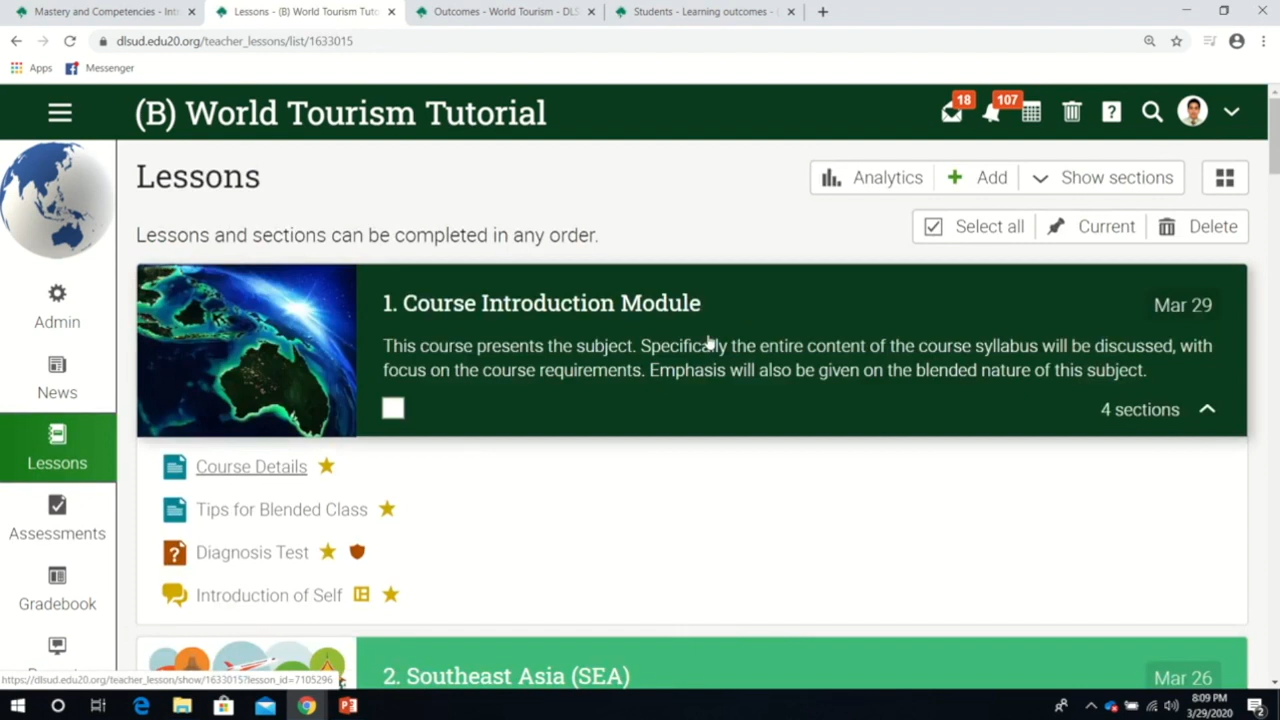 Mastery and Competencies - Int
Lessons - (B) World Tourism Tuto
Outcomes - World Tourism - DLS
Students - Learning outcomes -
dlsud.edu20.org/teacher_lessons/list/1633015
Apps
Messenger
(B) World Tourism Tutorial
18
107
Lessons
Analytics
Add
Show sections
Lessons and sections can be completed in any order.
Select all
Current
Delete
1. Course Introduction Module
Mar 29
This course presents the subject. Specifically the entire content of the course syllabus will be discussed, with
focus on the course requirements. Emphasis will also be given on the blended nature of this subject.
4 sections
Admin
News
Lessons
Assessments
Gradebook
Course Details
Tips for Blended Class
Diagnosis Test
Introduction of Self
2. Southeast Asia (SEA)
Mar 26
https://dlsud.edu20.org/teacher_lesson/show/1633015?lesson_id=7105296
8:09 PM
3/29/2020
2